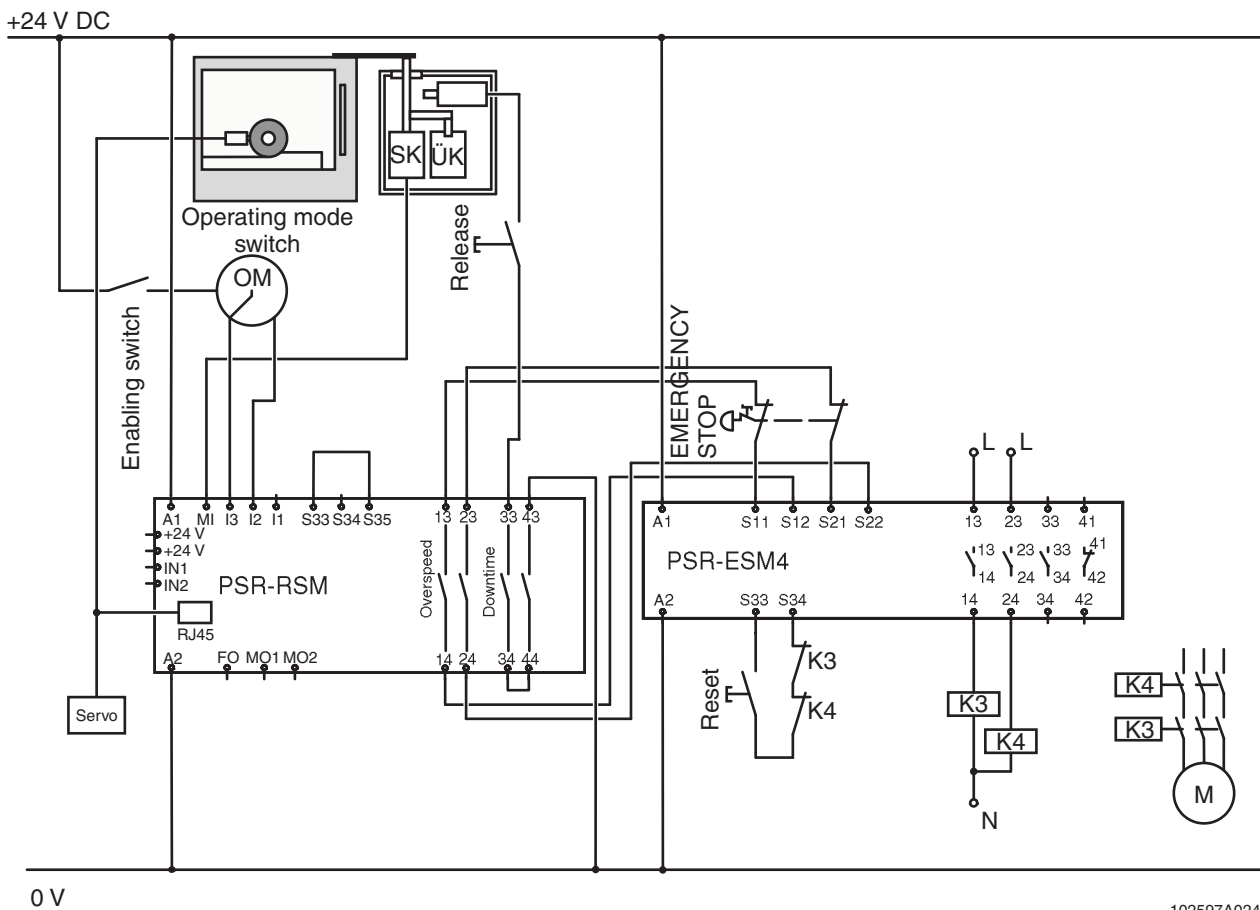 +24 V DC
SK
ÜK
Operating mode
switch
OM
Release
Enabling switch
EMERGENCY
STOP
L
L
A1
MI
I3
I2
I1
S33
S34
S35
13
23
33
43
+24 V
+24 V
IN1
IN2
PSR-RSM
Overspeed
Downtime
RJ45
A2
FO
MO1
MO2
14
24
34
44
Servo
A1
S11
S12
S21
S22
13
23
33
41
PSR-ESM4
13
14
23
24
33
34
41
42
A2
S33
S34
14
24
34
42
Reset
K3
K4
K3
K4
N
K4
K3
M
0 V